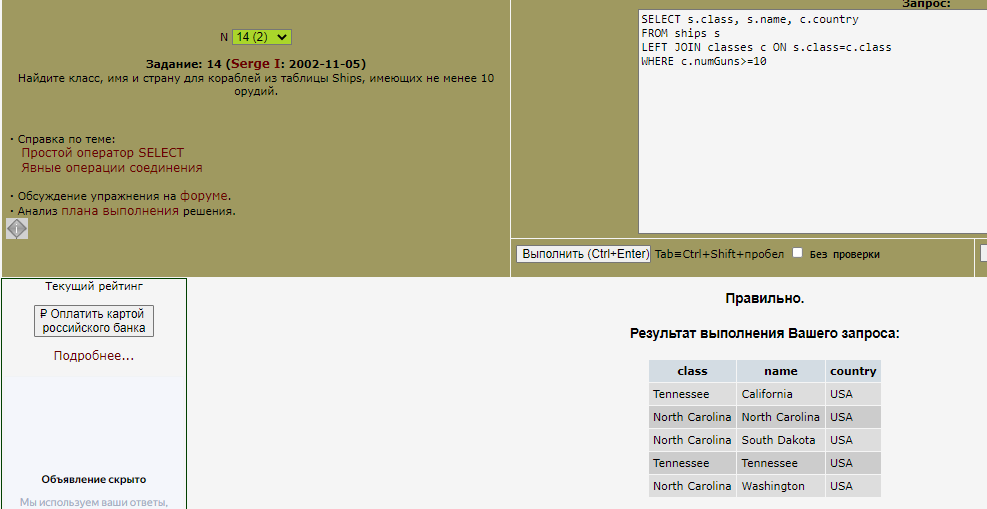 N 14 (2)
Задание: 14 (Serge I: 2002-11-05)
Найдите класс, имя и страну для кораблей из таблицы Ships, имеющих не менее 10
орудий.
· Справка по теме:
Простой оператор SELECT
Явные операции соединения
· Обсуждение упражнения на форуме.
· Анализ плана выполнения решения.
Запрос:
SELECT s.class, s.name, c.country
FROM ships s
LEFT JOIN classes c ON s.class=c.class
WHERE c.numGuns>=10
Выполнить (Ctrl+Enter) Tab≡Ctrl+Shift+пробел Без проверки
Текущий рейтинг
₽ Оплатить картой
российского банка
Подробнее...
Объявление скрыто
Мы используем ваши ответы,
Правильно.
Результат выполнения Вашего запроса:
class name country
Tennessee California USA
North Carolina North Carolina USA
North Carolina South Dakota USA
Tennessee Tennessee USA
North Carolina Washington USA